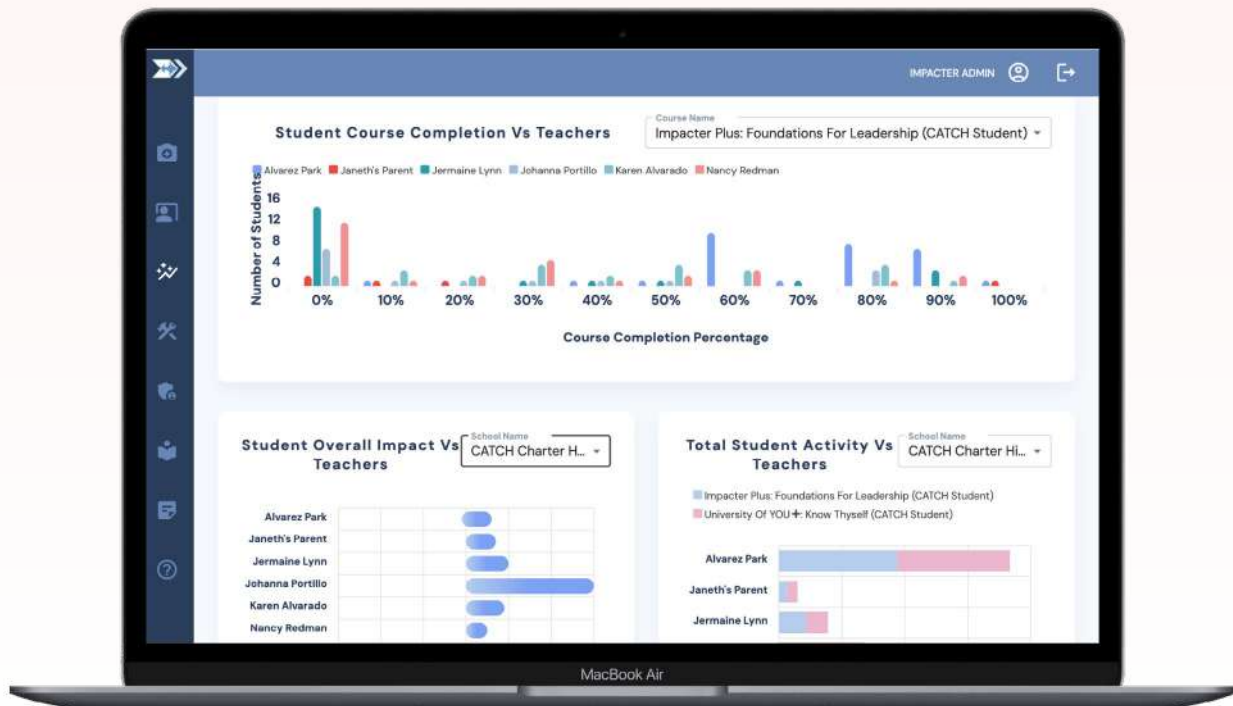 IMPACTER ADMIN
Student Course Completion Vs Teachers
Course Name
Impacter Plus: Foundations For Leadership (CATCH Student)
Alvarez Park Janeth's Parent Jermaine Lynn Johanna Portillo Karen Alvarado Nancy Redman
Number of Students
16
12
8
4
0
0% 10% 20% 30% 40% 50% 60% 70% 80% 90% 100%
Course Completion Percentage
Student Overall Impact Vs
Teachers
School Name
CATCH Charter H...
Alvarez Park
Janeth's Parent
Jermaine Lynn
Johanna Portillo
Karen Alvarado
Nancy Redman
Total Student Activity Vs
Teachers
School Name
CATCH Charter Hi...
Impacter Plus: Foundations For Leadership (CATCH Student)
University Of YOU+: Know Thyself (CATCH Student)
Alvarez Park
Janeth's Parent
Jermaine Lynn
MacBook Air